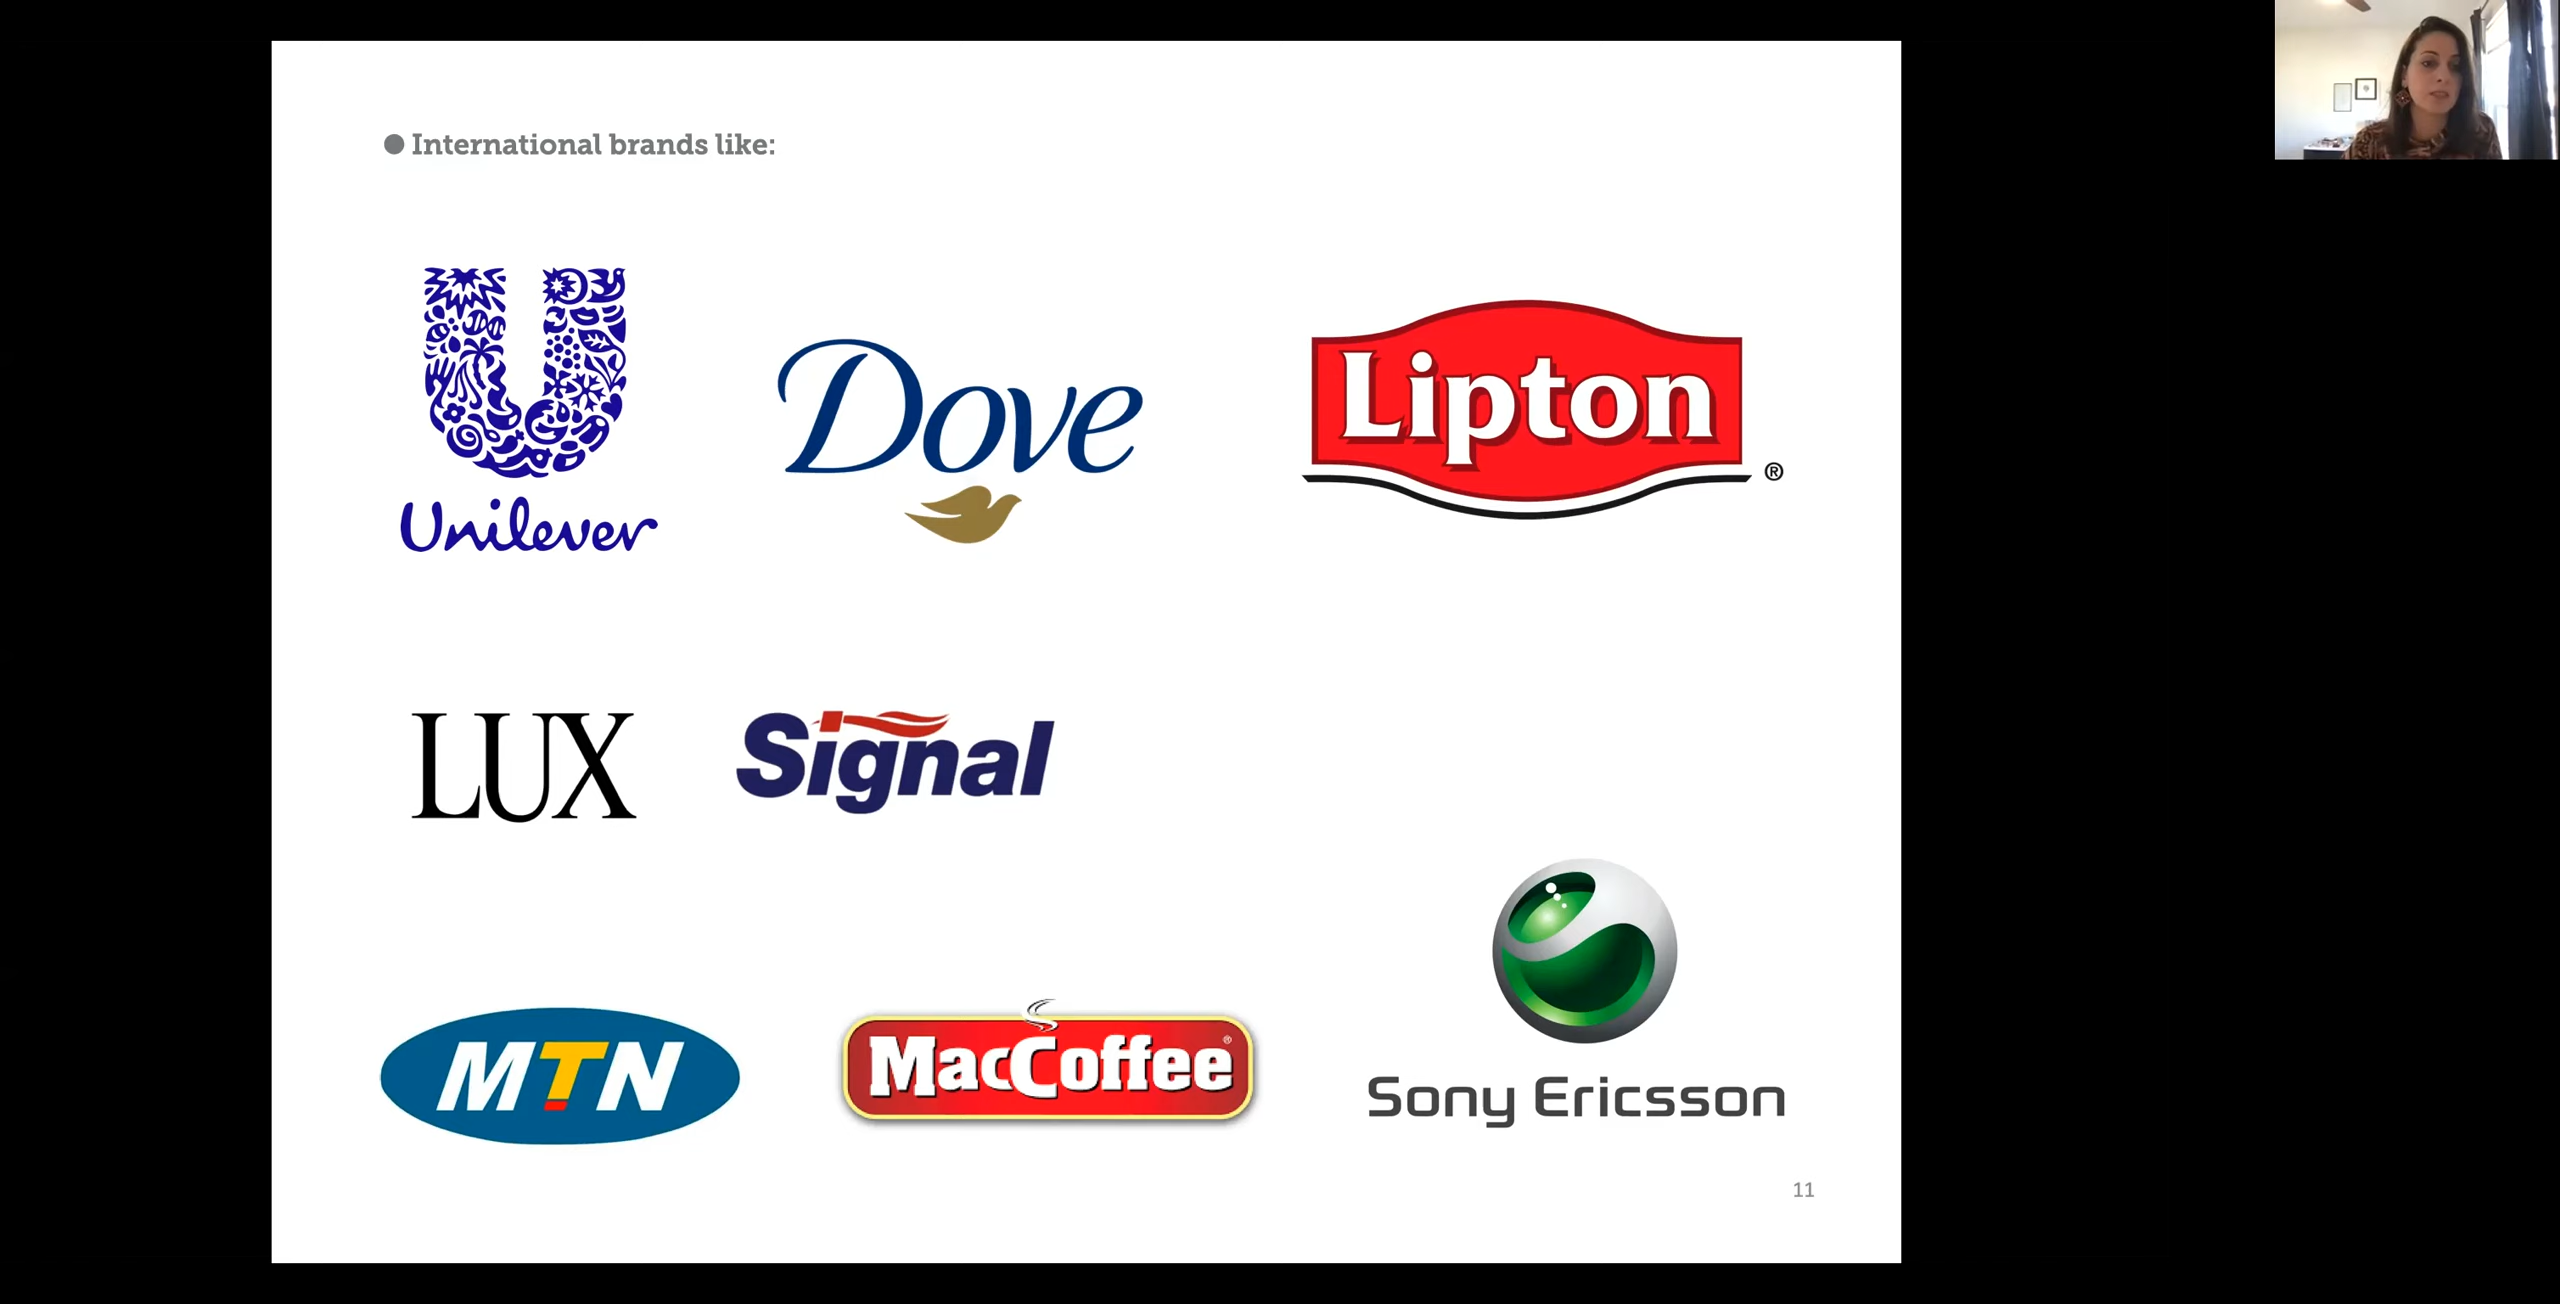 ● International brands like:
Unilever
Dove
Lipton
®
LUX
Signal
MTN
MacCoffee®
Sony Ericsson
11